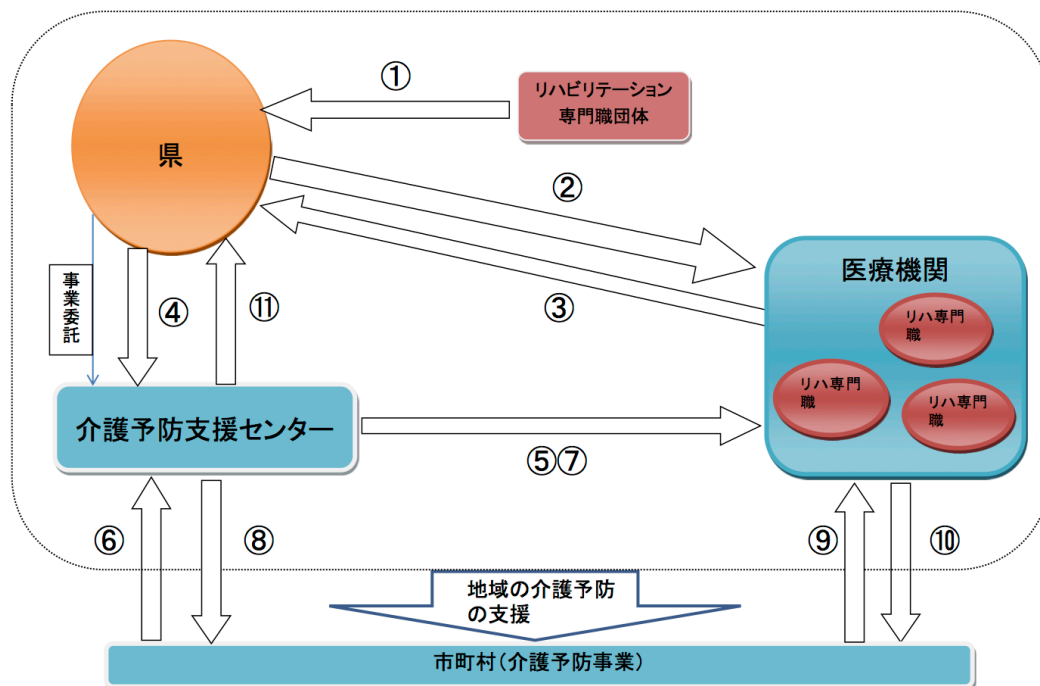 ①
リハビリテーション
専門職団体
県
②
③
医療機関
リハ専門
職
リハ専門
職
リハ専門
職
事業委託
④
⑪
介護予防支援センター
⑤⑦
⑥
⑧
⑨
⑩
地域の介護予防
の支援
市町村(介護予防事業)